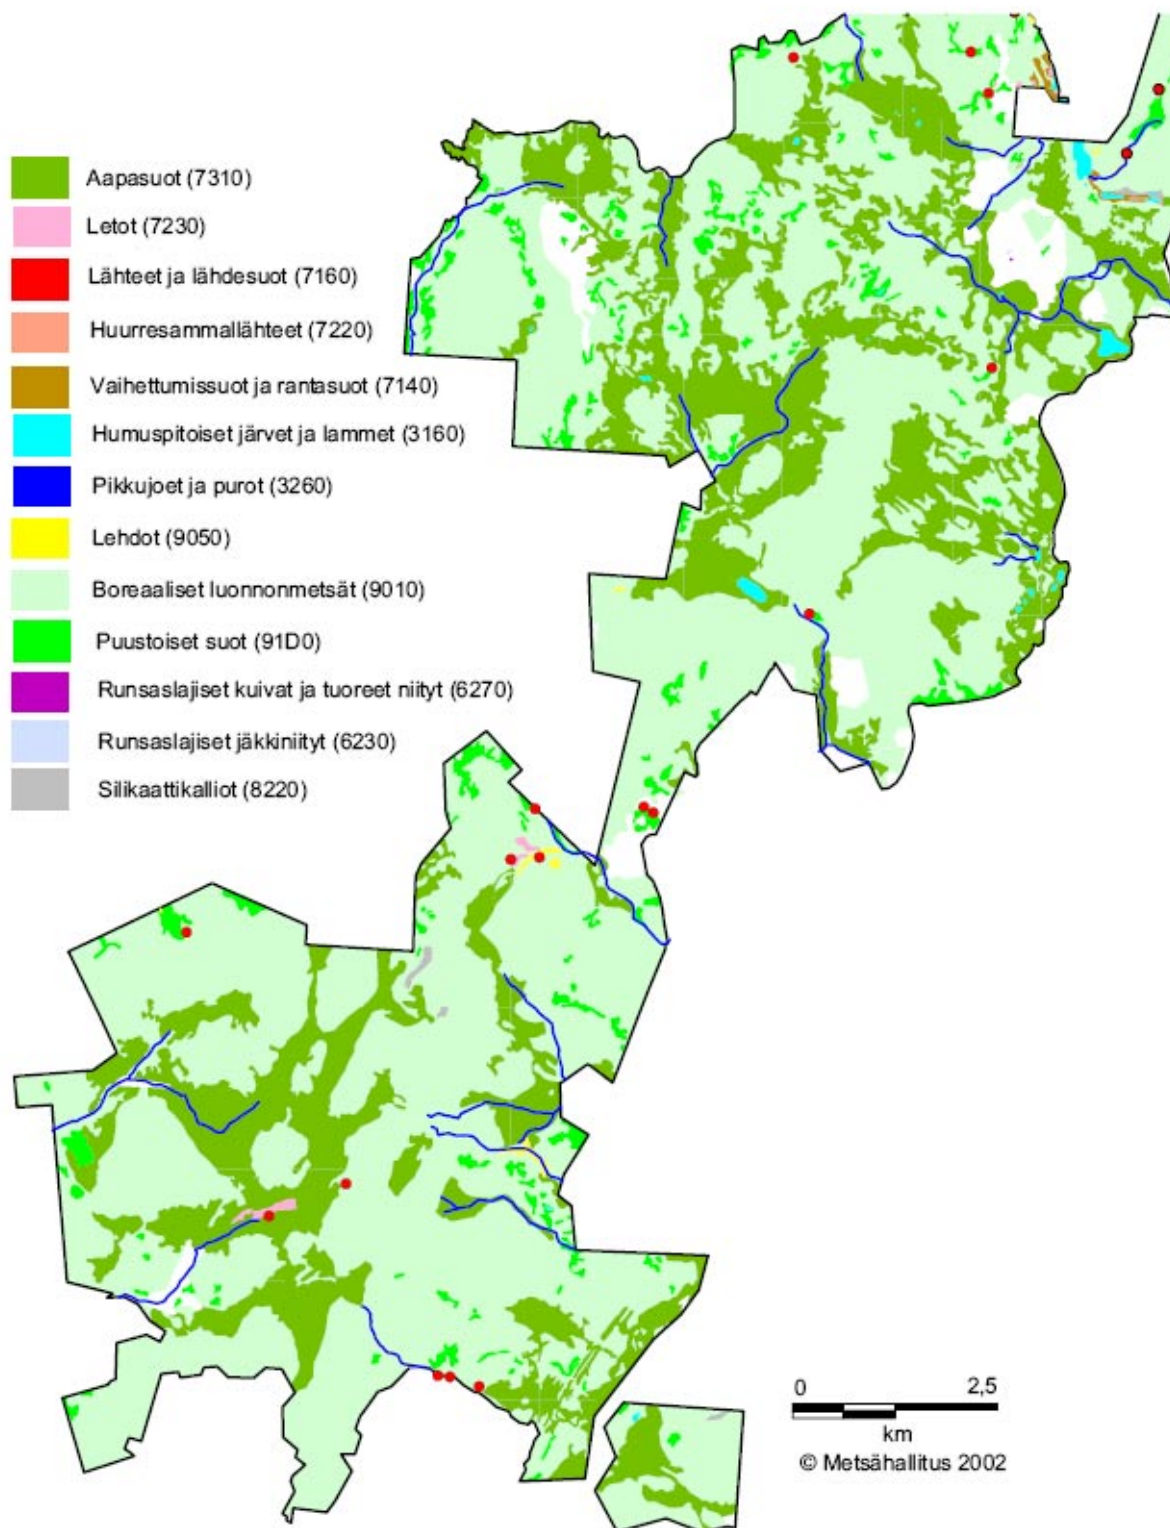 Aapasuot (7310)
Letot (7230)
Lähteet ja lähdesuot (7160)
Huurresammallähteet (7220)
Vaihettumissuot ja rantasuot (7140)
Humuspitoiset järvet ja lammet (3160)
Pikkujoet ja purot (3260)
Lehdot (9050)
Boreaaliset luonnonmetsät (9010)
Puustoiset suot (91D0)
Runsaslajiset kuivat ja tuoreet niityt (6270)
Runsaslajiset jäkkiniityt (6230)
Silikaattikalliot (8220)
0 2,5
km
© Metsähallitus 2002